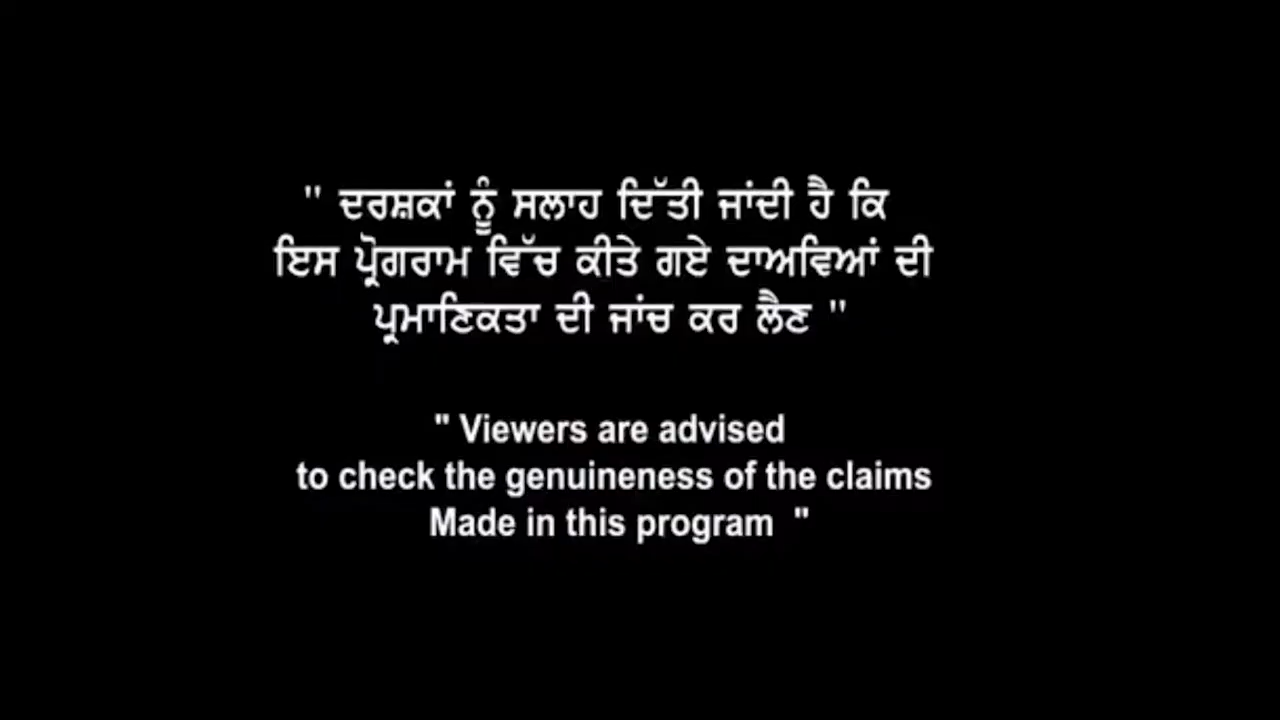 " ਦਰਸ਼ਕਾਂ ਨੂੰ ਸਲਾਹ ਦਿੱਤੀ ਜਾਂਦੀ ਹੈ ਕਿ
ਇਸ ਪ੍ਰੋਗਰਾਮ ਵਿੱਚ ਕੀਤੇ ਗਏ ਦਾਅਵਿਆਂ ਦੀ
ਪ੍ਰਮਾਣਿਕਤਾ ਦੀ ਜਾਂਚ ਕਰ ਲੈਣ "
" Viewers are advised
to check the genuineness of the claims
Made in this program "